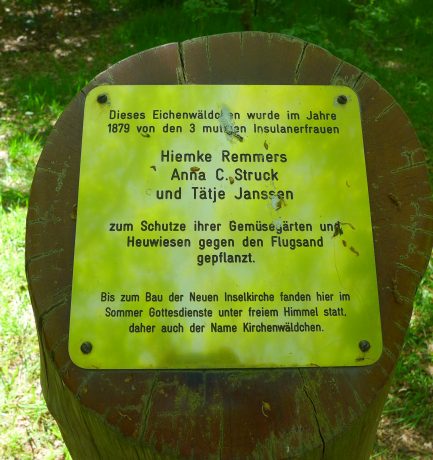 Dieses Eichenwäldchen wurde im Jahre
1879 von den 3 mutigen Insulanerfrauen
Hiemke Remmers
Anna C. Struck
und Tätje Janssen
zum Schutze ihrer Gemüsegärten und
Heuwiesen gegen den Flugsand
gepflanzt.
Bis zum Bau der Neuen Inselkirche fanden hier im
Sommer Gottesdienste unter freiem Himmel statt,
daher auch der Name Kirchenwäldchen.